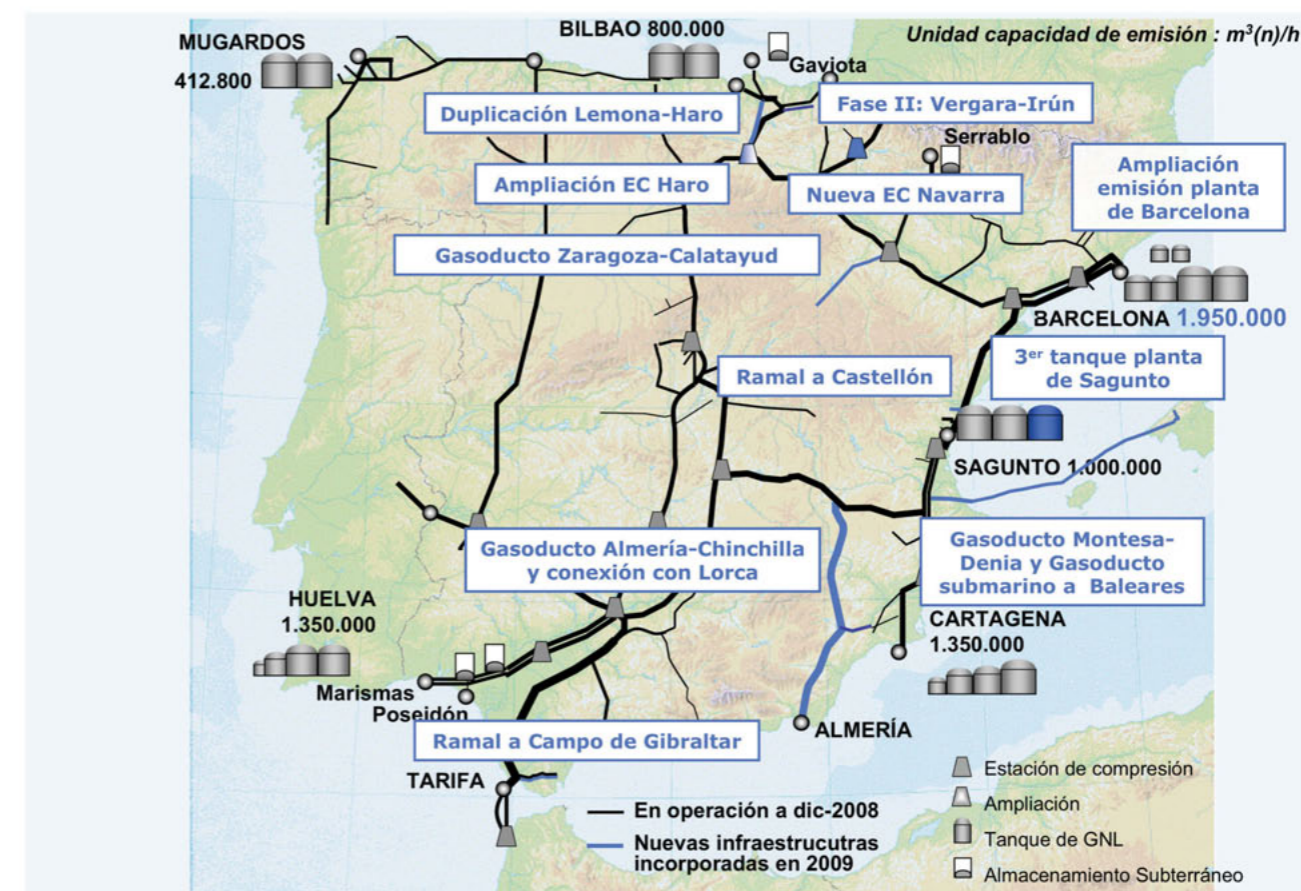 Unidad capacidad de emisión : m³(n)/h
MUGARDOS
412.800
BILBAO 800.000
Gaviota
Duplicación Lemona-Haro
Fase II: Vergara-Irún
Serrablo
Ampliación EC Haro
Nueva EC Navarra
Ampliación
emisión planta
de Barcelona
Gasoducto Zaragoza-Calatayud
BARCELONA 1.950.000
3er tanque planta
de Sagunto
Ramal a Castellón
SAGUNTO 1.000.000
Gasoducto Almería-Chinchilla
y conexión con Lorca
Gasoducto Montesa-
Denia y Gasoducto
submarino a Baleares
HUELVA
1.350.000
CARTAGENA
1.350.000
Marismas
Poseidón
ALMERÍA
Ramal a Campo de Gibraltar
TARIFA
En operación a dic-2008
Nuevas infraestrucutras
incorporadas en 2009
Estación de compresión
Ampliación
Tanque de GNL
Almacenamiento Subterráneo